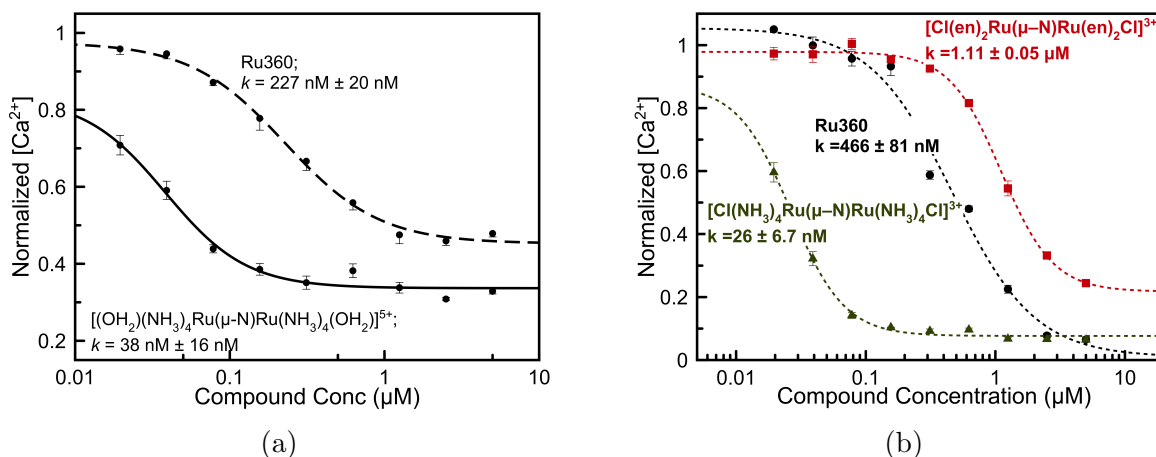 Normalized [Ca²⁺]
1
0.8
0.6
0.4
0.2
Ru360;
k = 227 nM ± 20 nM
[(OH₂)(NH₃)₄Ru(μ-N)Ru(NH₃)₄(OH₂)]⁵⁺;
k = 38 nM ± 16 nM
0.01 0.1 1 10
Compound Conc (μM)
(a)
Normalized [Ca²⁺]
1
0.8
0.6
0.4
0.2
0
[Cl(en)₂Ru(μ–N)Ru(en)₂Cl]³⁺
k =1.11 ± 0.05 μM
Ru360
k =466 ± 81 nM
[Cl(NH₃)₄Ru(μ–N)Ru(NH₃)₄Cl]³⁺
k =26 ± 6.7 nM
0.01 0.1 1 10
Compound Concentration (μM)
(b)